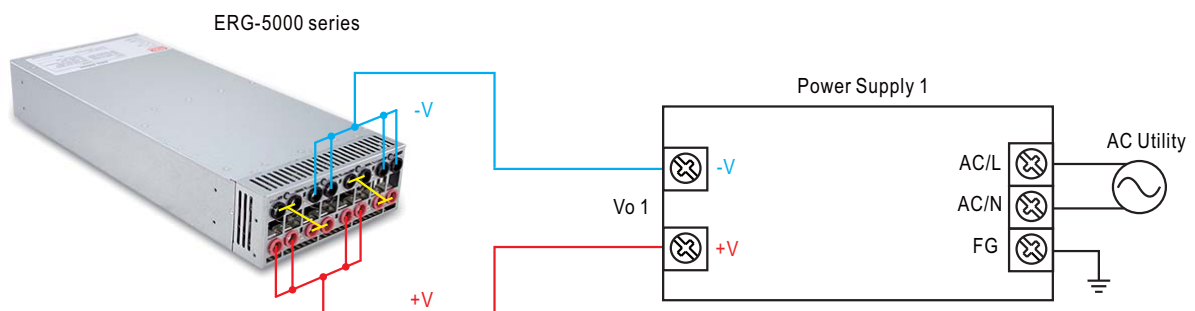 ERG-5000 series
Power Supply 1
-V
AC Utility
AC/L
-V
AC/N
Vo 1
FG
+V
+V